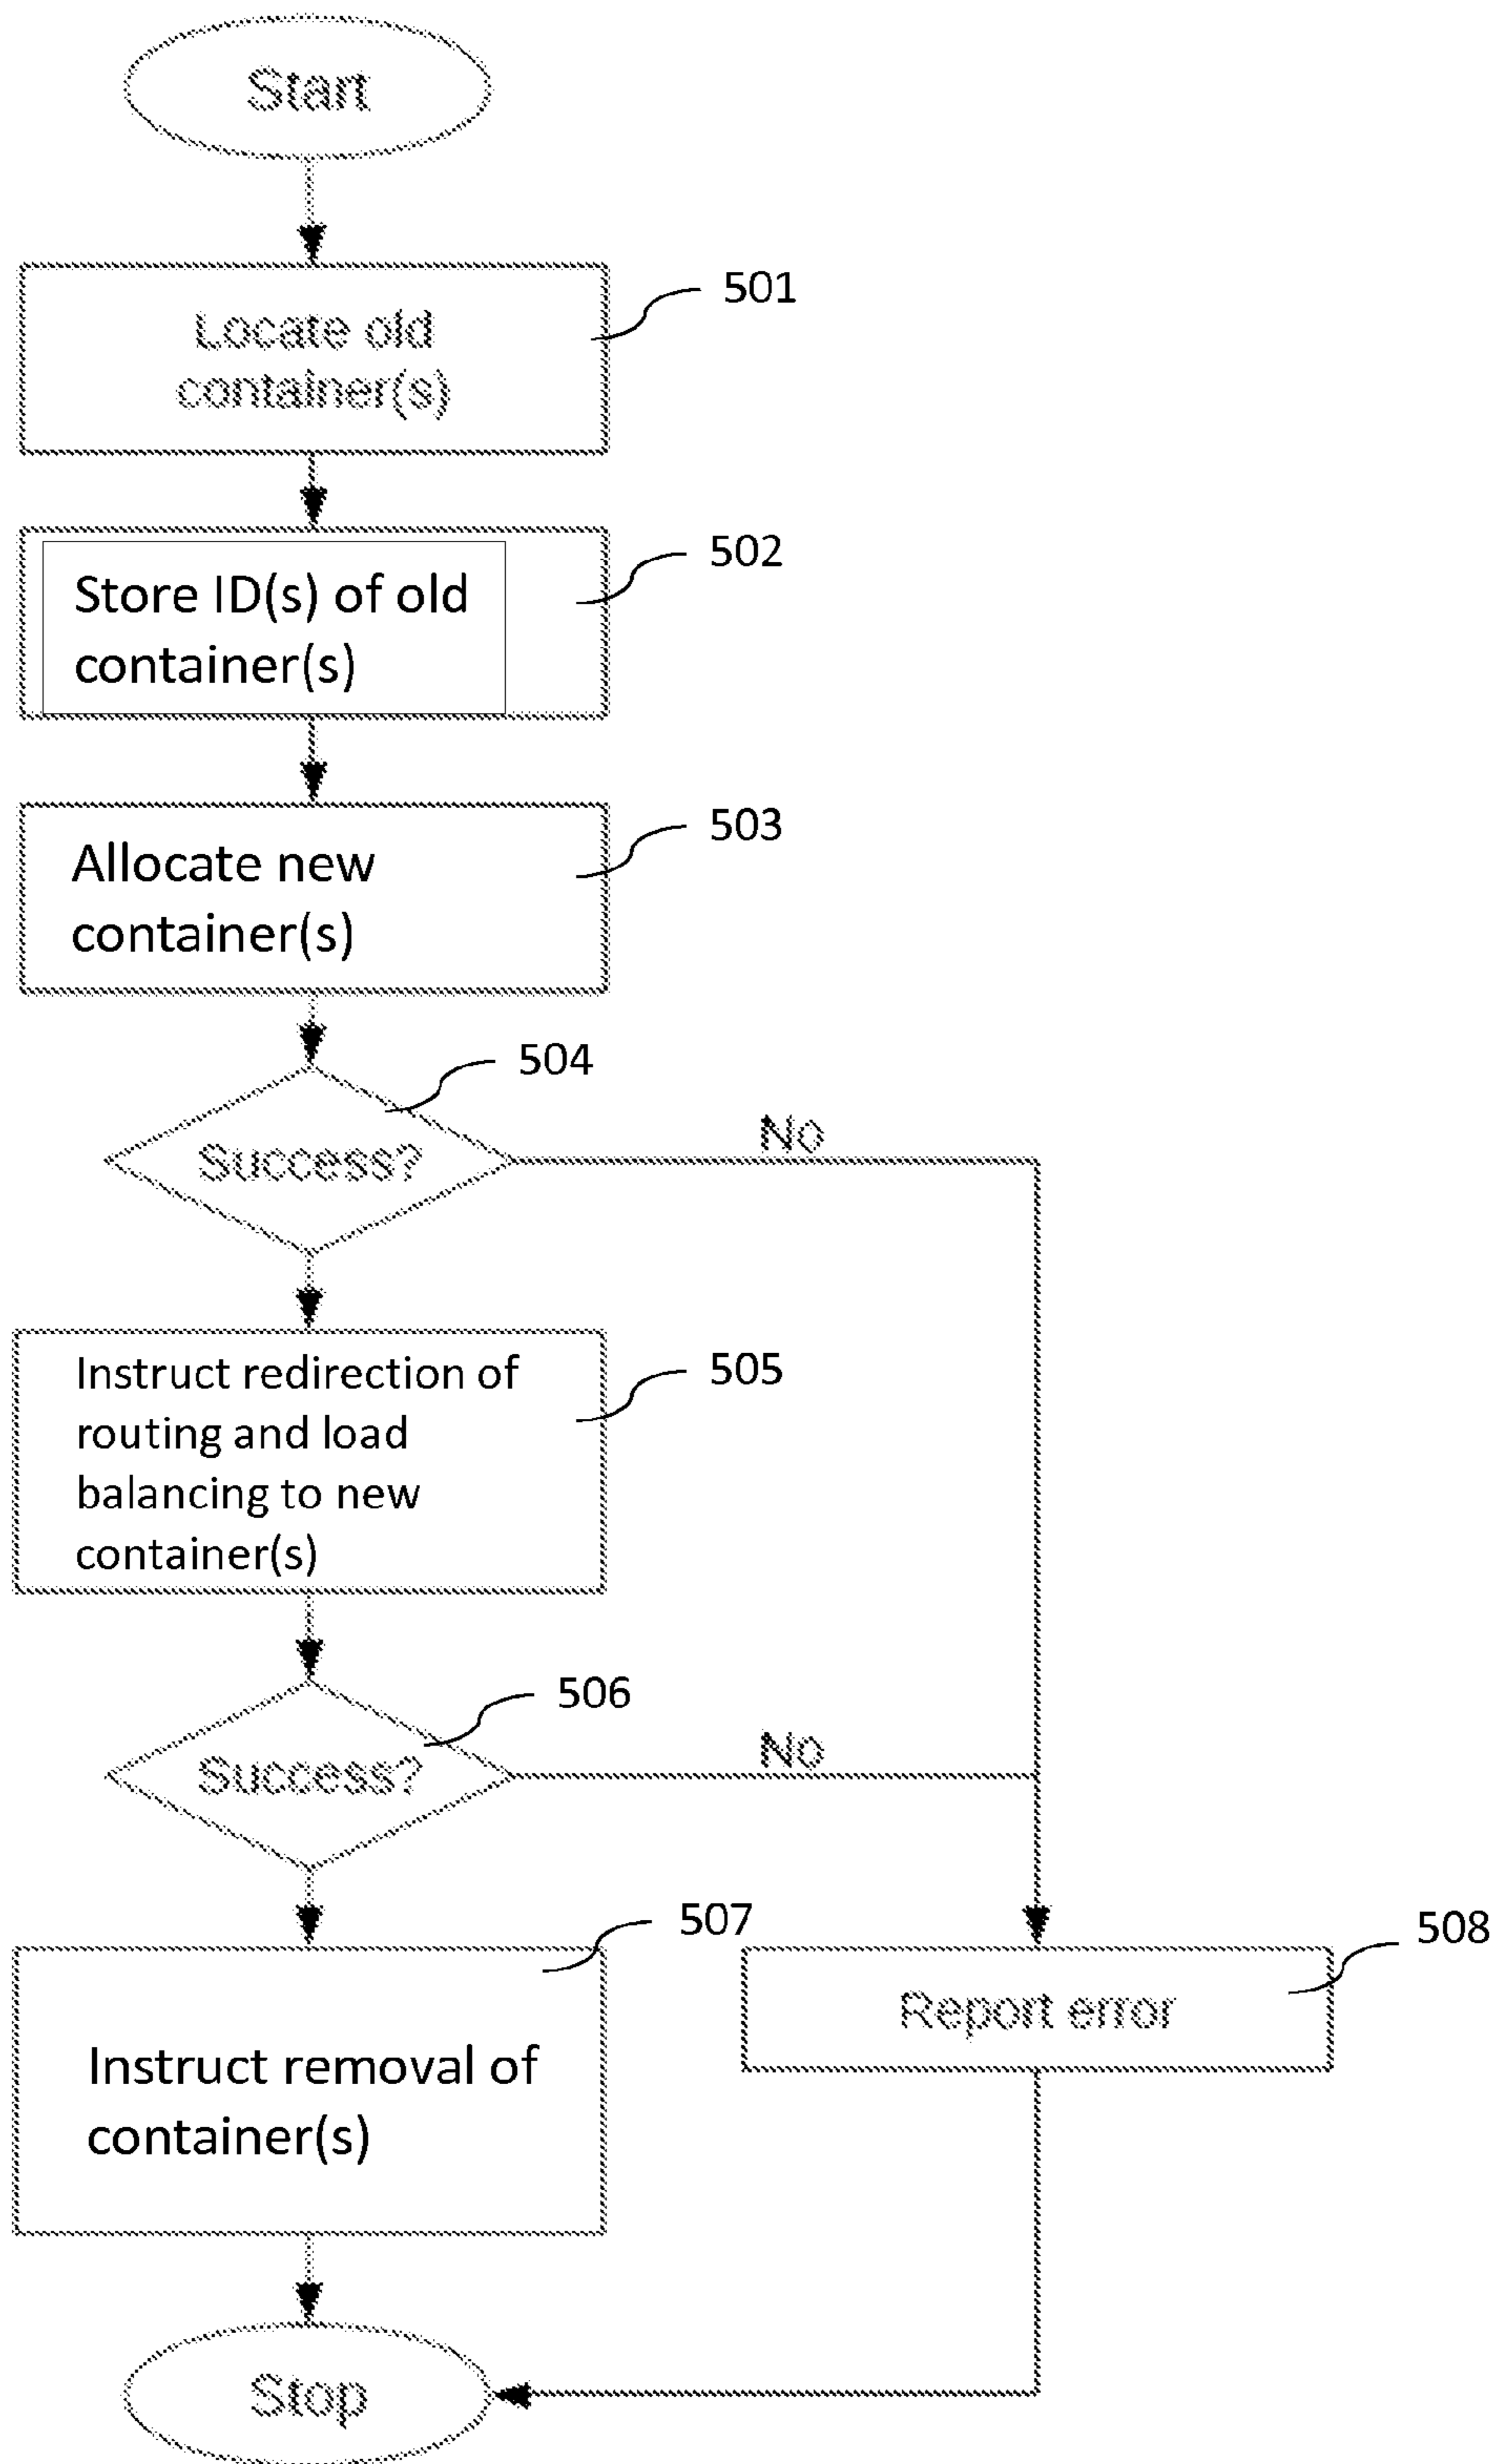 Start
501
Locate old
container(s)
502
Store ID(s) of old
container(s)
503
Allocate new
container(s)
504
Success?
No
505
Instruct redirection of
routing and load
balancing to new
container(s)
506
Success?
No
507
Instruct removal of
container(s)
508
Report error
Stop